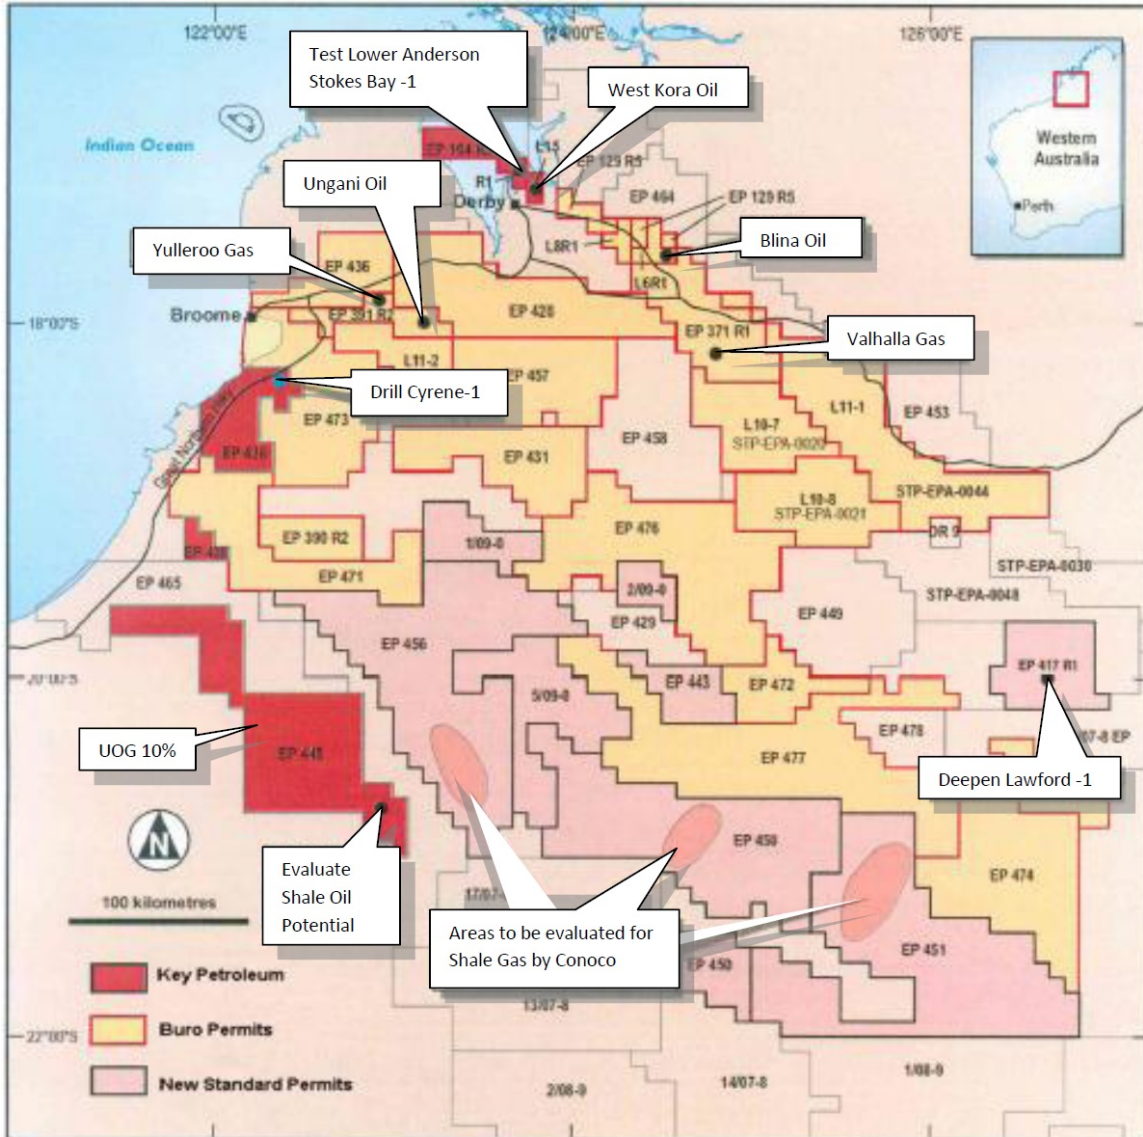 122°00'E
124°00'E
126°00'E
Test Lower Anderson
Stokes Bay -1
West Kora Oil
Indian Ocean
Western
Australia
Perth
L15
EP 129 R5
R1
Derby
EP 464
EP 129 R5
Ungani Oil
Blina Oil
L8R1
L6R1
Yulleroo Gas
EP 436
Broome
EP 391 R2
EP 428
EP 371 R1
Valhalla Gas
18°00'S
L11-2
EP 457
Drill Cyrene-1
EP 473
EP 458
L10-7
STP-EPA-0020
L11-1
EP 453
EP 431
Great Northern Hwy
STP-EPA-0044
L10-8
STP-EPA-0021
EP 390 R2
1/09-0
EP 476
DR 9
STP-EPA-0030
EP 465
EP 471
2/09-0
STP-EPA-0048
EP 449
EP 429
EP 456
EP 417 R1
20°00'S
5/09-0
EP 443
EP 472
EP 478
07-8 EP
UOG 10%
EP 477
Deepen Lawford -1
N
100 kilometres
Evaluate
Shale Oil
Potential
EP 450
EP 474
17/07-
Areas to be evaluated for
Shale Gas by Conoco
EP 451
EP 450
Key Petroleum
13/07-8
Buro Permits
22°00'S
New Standard Permits
2/08-9
14/07-8
1/08-9